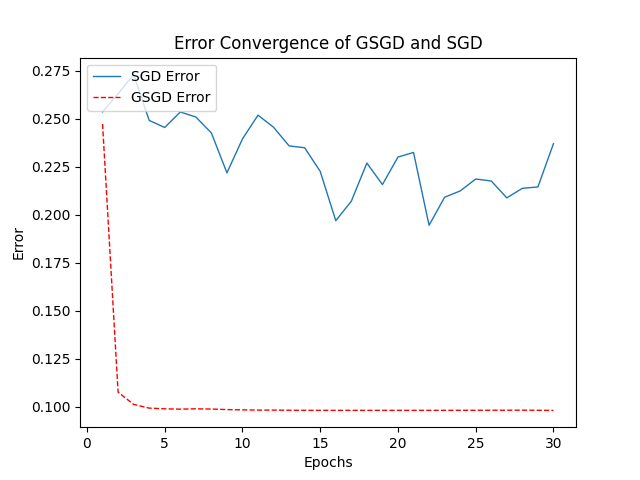 Error Convergence of GSGD and SGD
SGD Error
GSGD Error
0.275
0.250
0.225
0.200
0.175
0.150
0.125
0.100
Error
0 5 10 15 20 25 30
Epochs